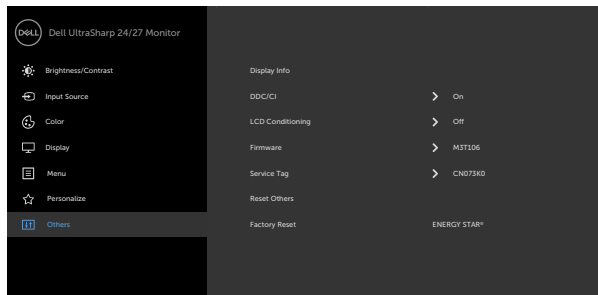 DELL Dell UltraSharp 24/27 Monitor
Brightness/Contrast Display Info
Input Source DDC/CI On
Color LCD Conditioning Off
Display Firmware M3T106
Menu Service Tag CN073K0
Personalize Reset Others
Others Factory Reset ENERGY STAR®